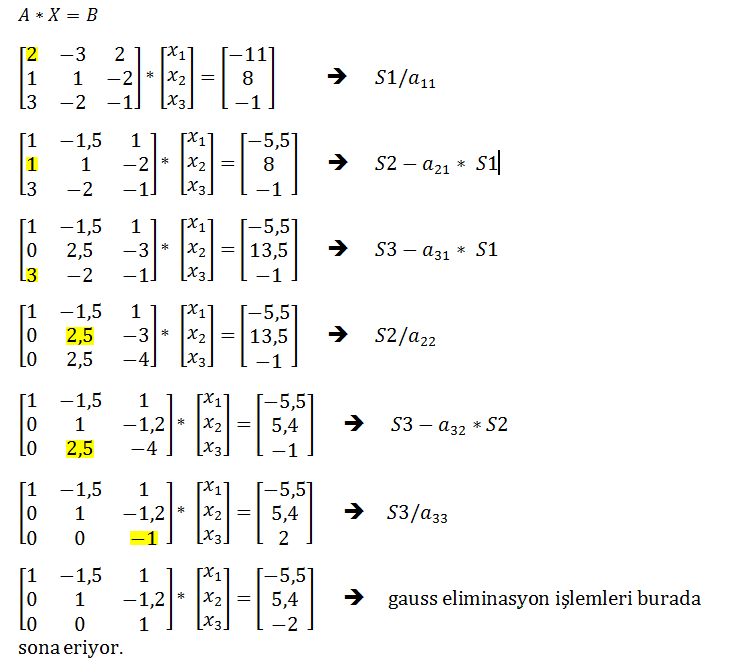 A * X = B
[2 −3 2; 1 1 −2; 3 −2 −1] * [x₁; x₂; x₃] = [−11; 8; −1] ➔ S1/a₁₁
[1 −1,5 1; 1 1 −2; 3 −2 −1] * [x₁; x₂; x₃] = [−5,5; 8; −1] ➔ S2 − a₂₁ * S1
[1 −1,5 1; 0 2,5 −3; 3 −2 −1] * [x₁; x₂; x₃] = [−5,5; 13,5; −1] ➔ S3 − a₃₁ * S1
[1 −1,5 1; 0 2,5 −3; 0 2,5 −4] * [x₁; x₂; x₃] = [−5,5; 13,5; −1] ➔ S2/a₂₂
[1 −1,5 1; 0 1 −1,2; 0 2,5 −4] * [x₁; x₂; x₃] = [−5,5; 5,4; −1] ➔ S3 − a₃₂ * S2
[1 −1,5 1; 0 1 −1,2; 0 0 −1] * [x₁; x₂; x₃] = [−5,5; 5,4; 2] ➔ S3/a₃₃
[1 −1,5 1; 0 1 −1,2; 0 0 1] * [x₁; x₂; x₃] = [−5,5; 5,4; −2] ➔ gauss eliminasyon işlemleri burada
sona eriyor.